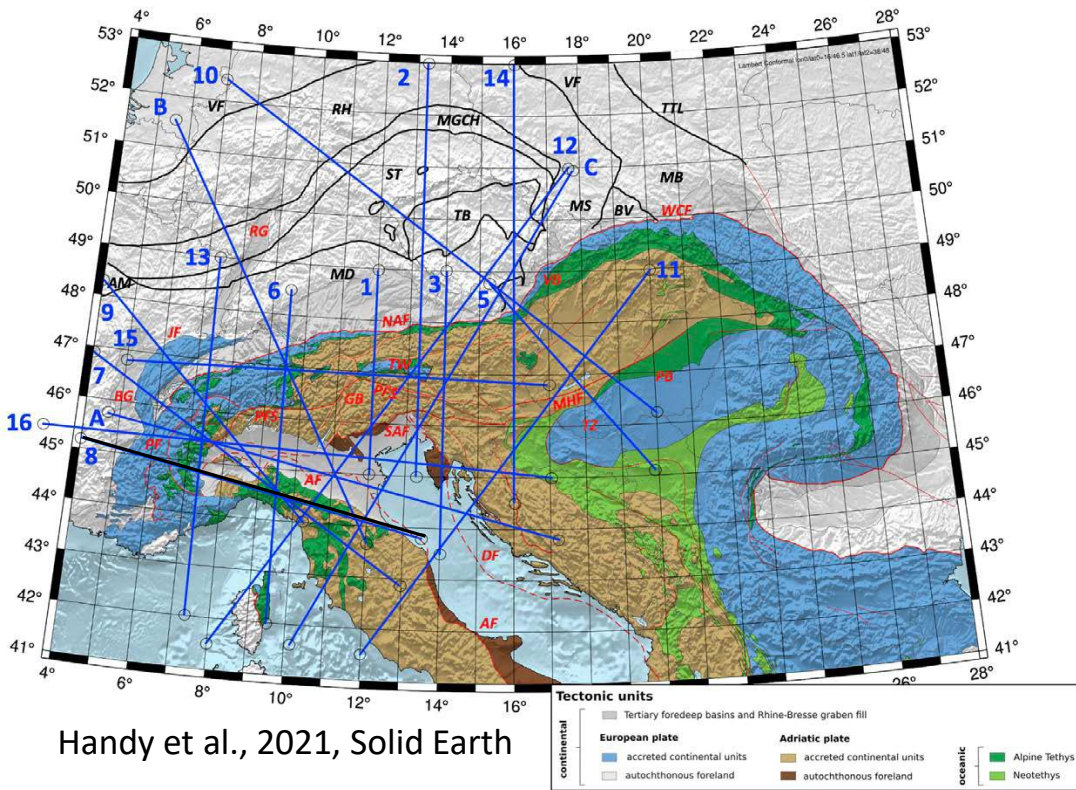 4° 6° 8° 10° 12° 14° 16° 18° 20° 22° 24° 26° 28°
53° 53°
52° 52°
51° 51°
50° 50°
49° 49°
48° 48°
47° 47°
46° 46°
45° 45°
44° 44°
43° 43°
42° 42°
41° 41°
10 2 14 VF TTL
B VF RH MGCH
12 C
ST MB
TB MS BV WCF
RG
13 MD 1 3 5 VB 11
AM 6
9 NAF
15 JF TW
7 PB
BG GB PFS MHF
16 A PFS SAF TZ
PF
8 AF
DF
AF
4° 6° 8° 10° 12° 14° 16° 26° 28°
Handy et al., 2021, Solid Earth
Tectonic units
continental
Tertiary foredeep basins and Rhine-Bresse graben fill
European plate Adriatic plate oceanic
accreted continental units accreted continental units Alpine Tethys
autochthonous foreland autochthonous foreland Neotethys